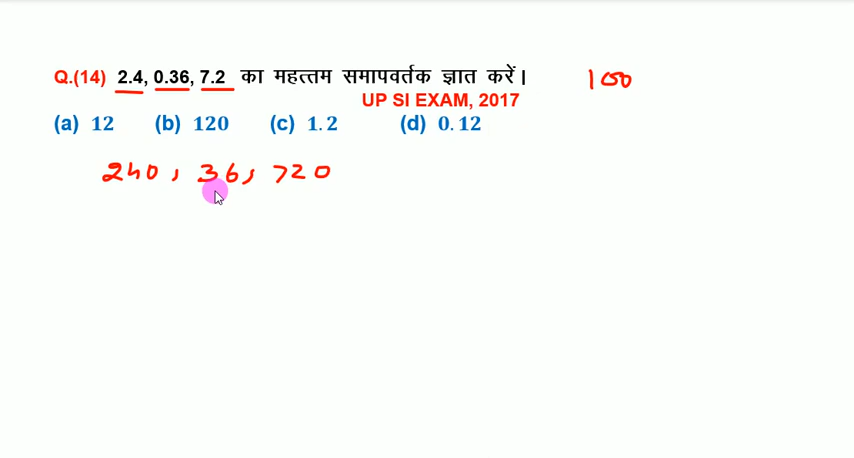 Q.(14) 2.4, 0.36, 7.2 का महत्तम समापवर्तक ज्ञात करें। 100
UP SI EXAM, 2017
(a) 12 (b) 120 (c) 1.2 (d) 0.12
240, 36, 720